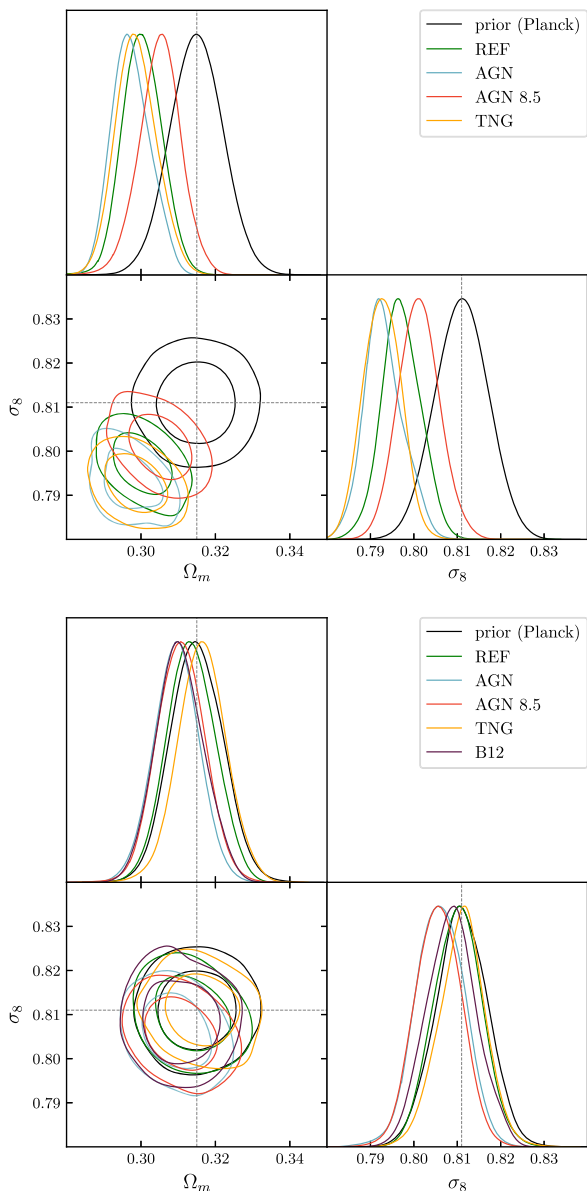 prior (Planck)
REF
AGN
AGN 8.5
TNG
0.83
0.82
0.81
0.80
0.79
σ8
0.30 0.32 0.34
Ωm
0.79 0.80 0.81 0.82 0.83
σ8
prior (Planck)
REF
AGN
AGN 8.5
TNG
B12
0.83
0.82
0.81
0.80
0.79
σ8
0.30 0.32 0.34
Ωm
0.79 0.80 0.81 0.82 0.83
σ8